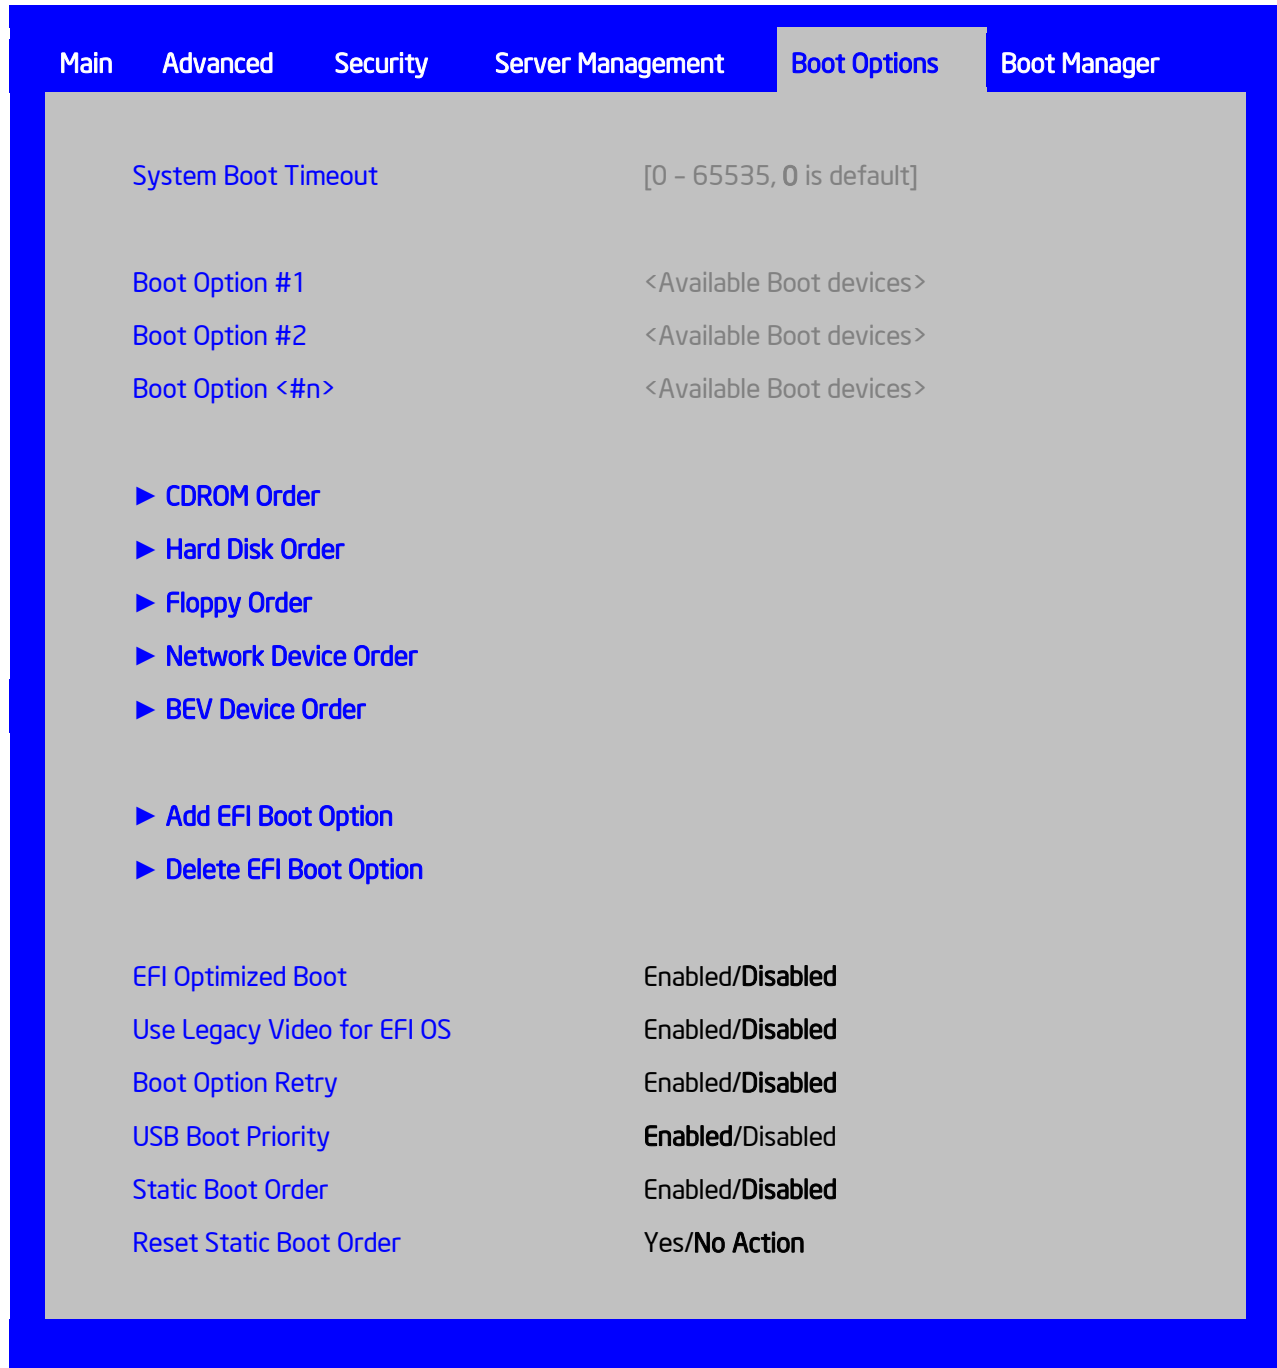 Main Advanced Security Server Management Boot Options Boot Manager
System Boot Timeout [0 – 65535, 0 is default]
Boot Option #1 <Available Boot devices>
Boot Option #2 <Available Boot devices>
Boot Option <#n> <Available Boot devices>
► CDROM Order
► Hard Disk Order
► Floppy Order
► Network Device Order
► BEV Device Order
► Add EFI Boot Option
► Delete EFI Boot Option
EFI Optimized Boot Enabled/Disabled
Use Legacy Video for EFI OS Enabled/Disabled
Boot Option Retry Enabled/Disabled
USB Boot Priority Enabled/Disabled
Static Boot Order Enabled/Disabled
Reset Static Boot Order Yes/No Action